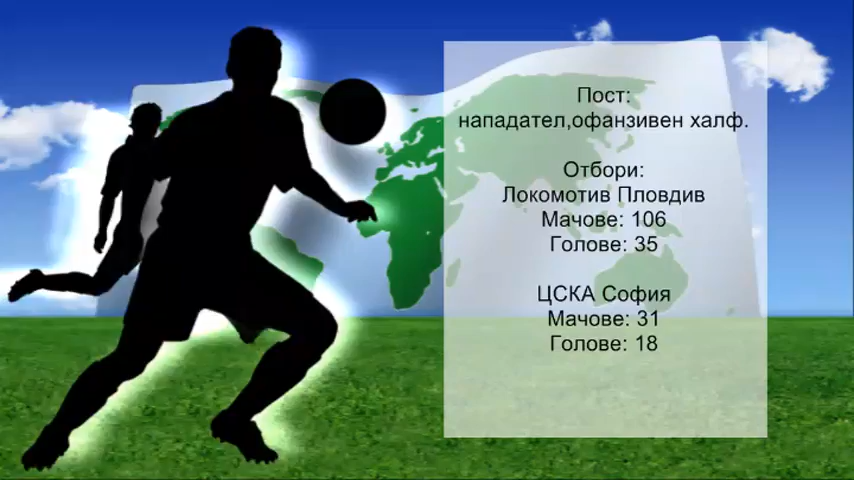 Пост:
нападател,офанзивен халф.
Отбори:
Локомотив Пловдив
Мачове: 106
Голове: 35
ЦСКА София
Мачове: 31
Голове: 18